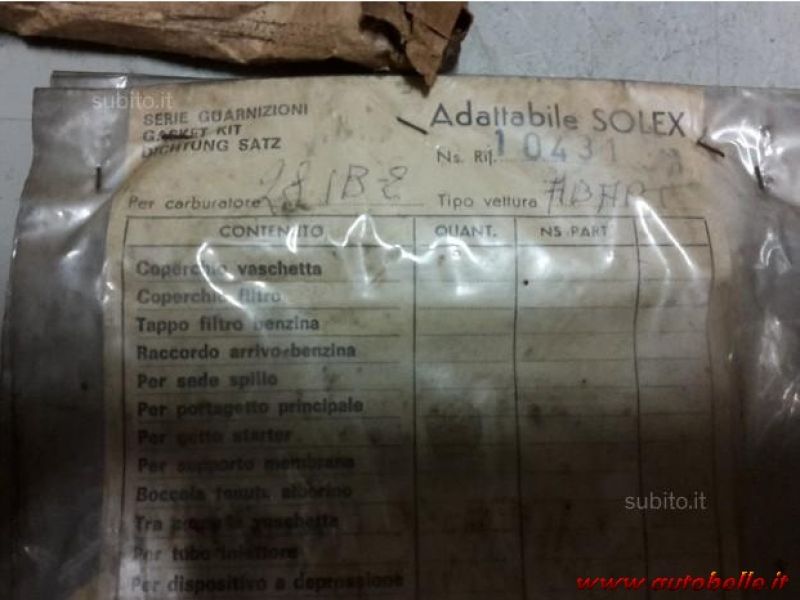 subito.it
SERIE GUARNIZIONI
GASKET KIT
DICHTUNG SATZ
Adattabile SOLEX
Ns. Rif. 10431
Per carburatore
Tipo vettura ABART
CONTENUTO QUANT. NS PART
Coperchio vaschetta
Coperchio filtro
Tappo filtro benzina
Raccordo arrivo benzina
Per sede spillo
Per portagetto principale
Per getto starter
Per supporto membrana
Boccola tenuta alberino
Tra vaschetta
Per tubo iniettore
Per dispositivo a depressione
subito.it
www.autobelle.it